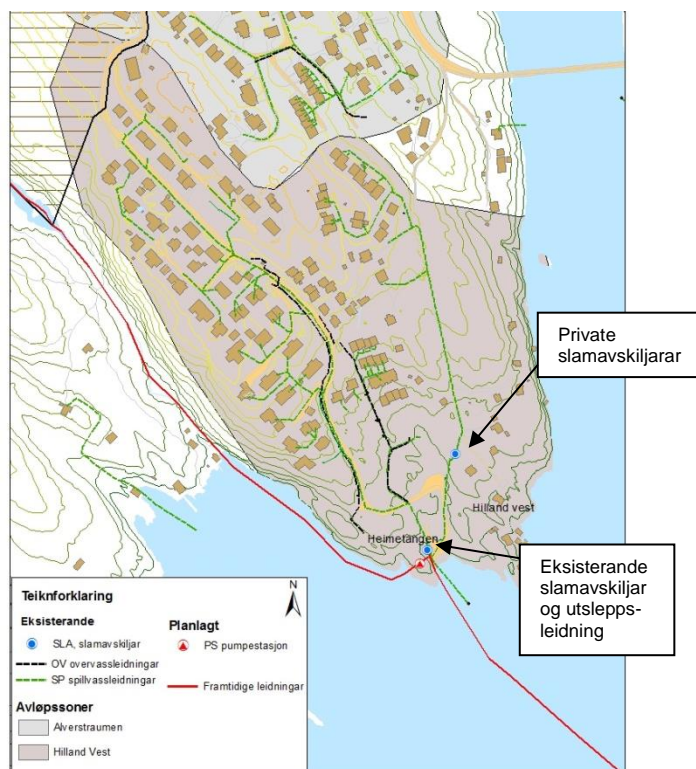 Private
slamavskiljarar
Hilland vest
Heimetangen
Eksisterande
slamavskiljar
og utslepps-
leidning
Teiknforklaring
N
Eksisterande
Planlagt
SLA, slamavskiljar
PS pumpestasjon
OV overvassleidningar
SP spillvassleidningar
Framtidige leidningar
Avløpssoner
Alverstraumen
Hilland Vest